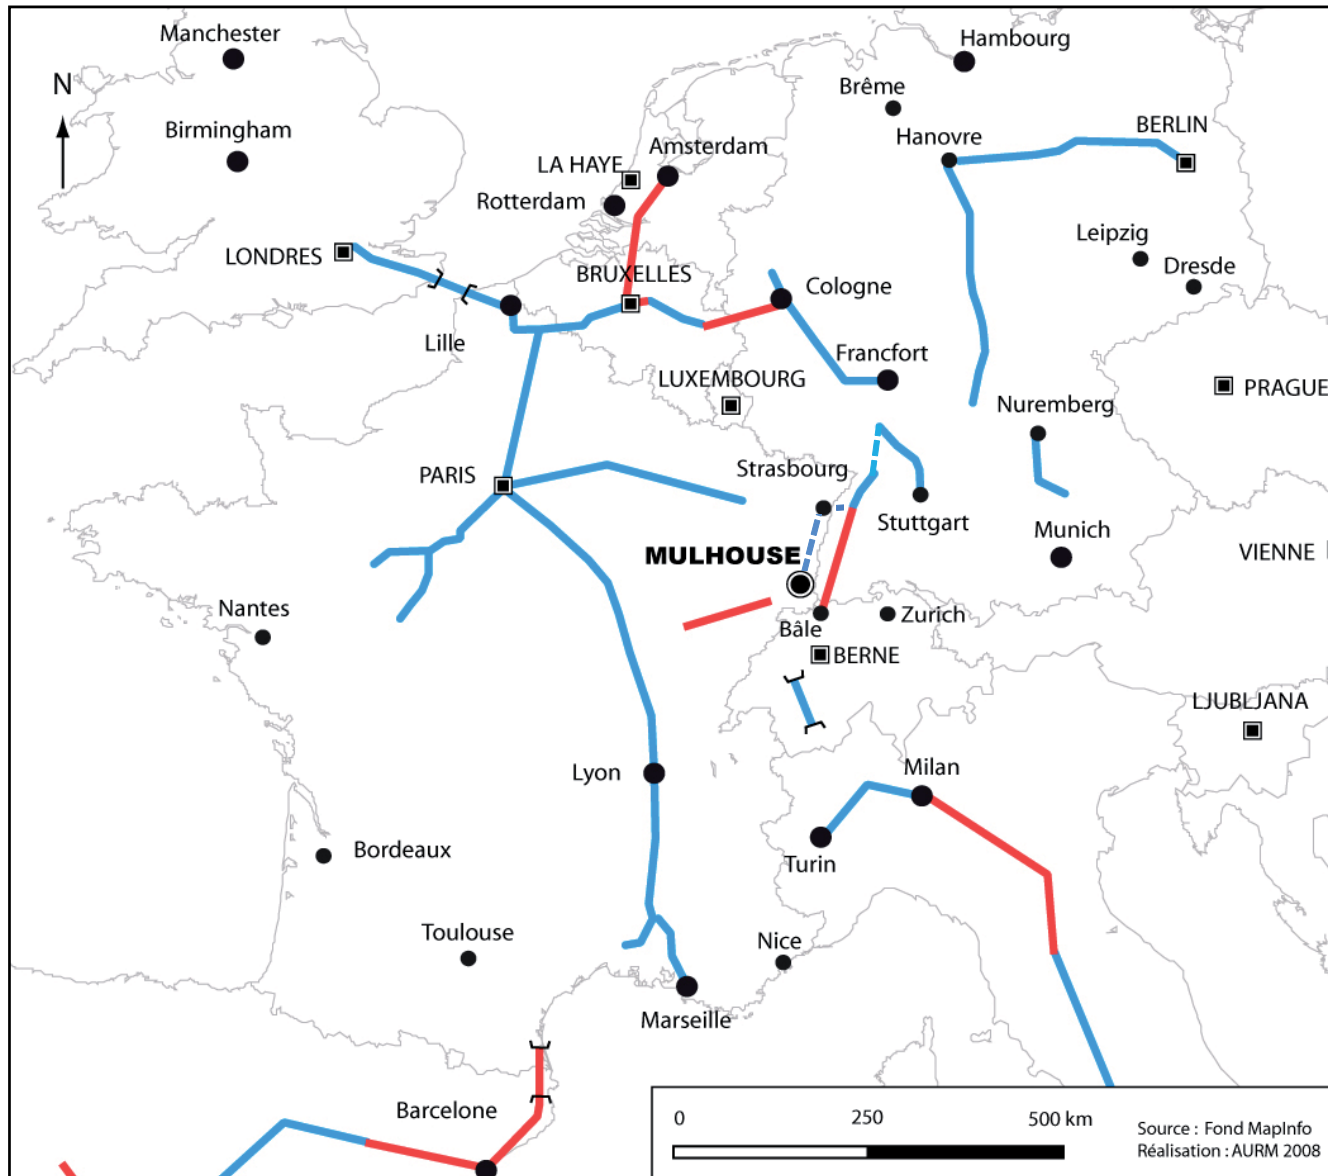 Manchester
Hambourg
N
Brême
Birmingham
BERLIN
Hanovre
Amsterdam
LA HAYE
Rotterdam
Leipzig
LONDRES
Dresde
BRUXELLES
Cologne
Lille
Francfort
LUXEMBOURG
PRAGUE
Nuremberg
Strasbourg
PARIS
Stuttgart
Munich
MULHOUSE
VIENNE
Nantes
Bâle
Zurich
BERNE
LJUBLJANA
Lyon
Milan
Bordeaux
Turin
Toulouse
Nice
Marseille
Barcelone
0 250 500 km
Source : Fond MapInfo
Réalisation : AURM 2008